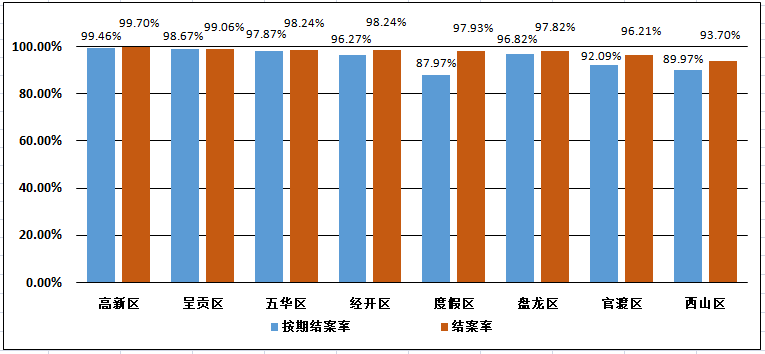 99.46% 99.70% 98.67% 99.06% 97.87% 98.24% 96.27% 98.24% 87.97% 97.93% 96.82% 97.82% 92.09% 96.21% 89.97% 93.70%
100.00%
80.00%
60.00%
40.00%
20.00%
0.00%
高新区 呈贡区 五华区 经开区 度假区 盘龙区 官渡区 西山区
按期结案率 结案率